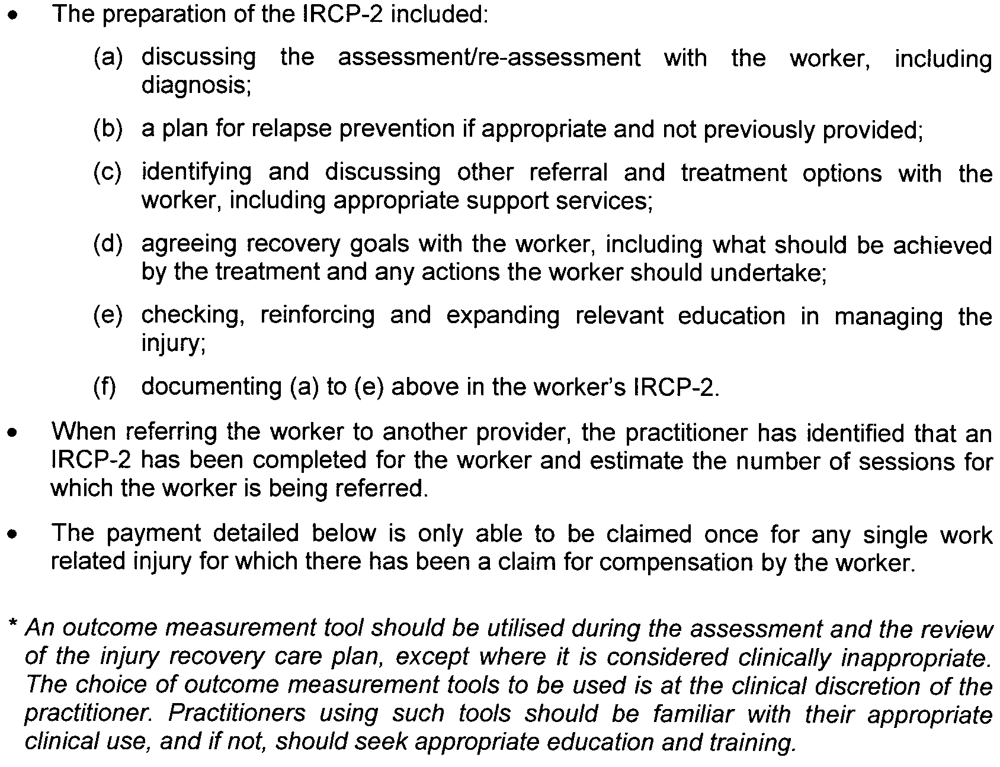 • The preparation of the IRCP-2 included:
(a) discussing the assessment/re-assessment with the worker, including
diagnosis;
(b) a plan for relapse prevention if appropriate and not previously provided;
(c) identifying and discussing other referral and treatment options with the
worker, including appropriate support services;
(d) agreeing recovery goals with the worker, including what should be achieved
by the treatment and any actions the worker should undertake;
(e) checking, reinforcing and expanding relevant education in managing the
injury;
(f) documenting (a) to (e) above in the worker's IRCP-2.
• When referring the worker to another provider, the practitioner has identified that an
IRCP-2 has been completed for the worker and estimate the number of sessions for
which the worker is being referred.
• The payment detailed below is only able to be claimed once for any single work
related injury for which there has been a claim for compensation by the worker.
* An outcome measurement tool should be utilised during the assessment and the review
of the injury recovery care plan, except where it is considered clinically inappropriate.
The choice of outcome measurement tools to be used is at the clinical discretion of the
practitioner. Practitioners using such tools should be familiar with their appropriate
clinical use, and if not, should seek appropriate education and training.